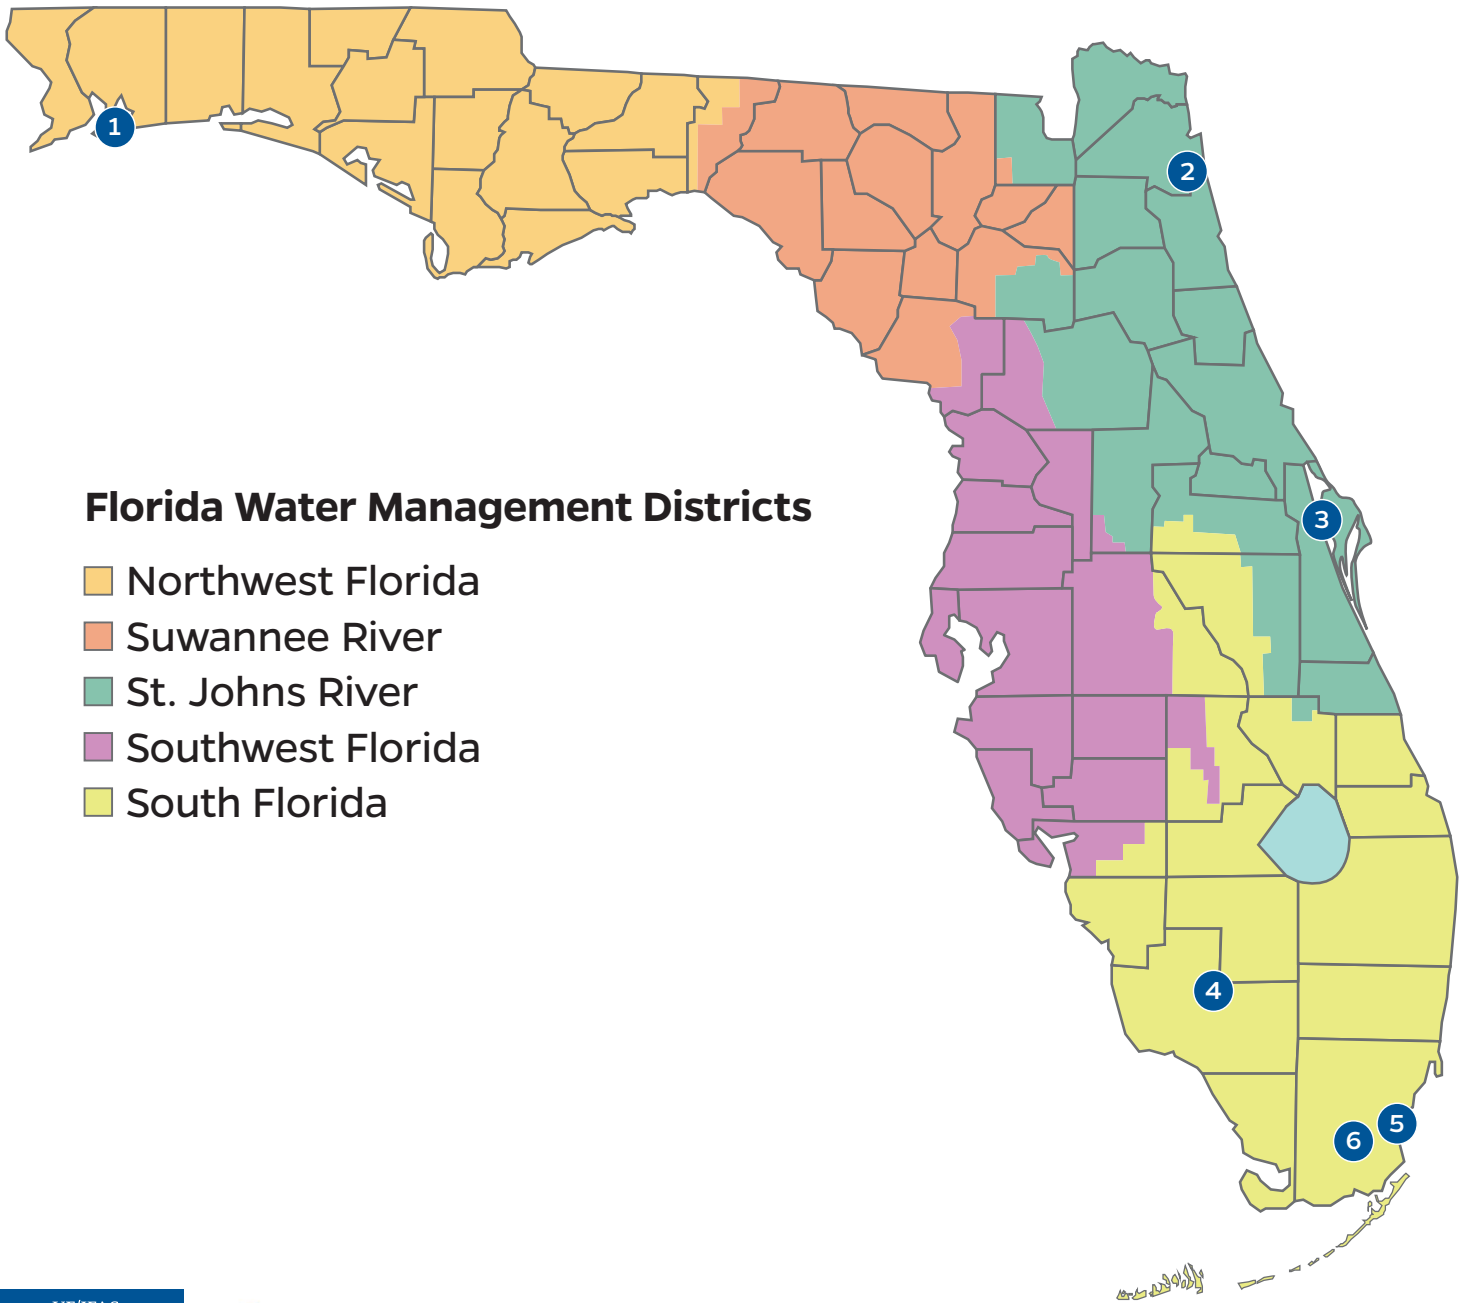 1
2
Florida Water Management Districts
3
Northwest Florida
Suwannee River
St. Johns River
Southwest Florida
South Florida
4
5
6